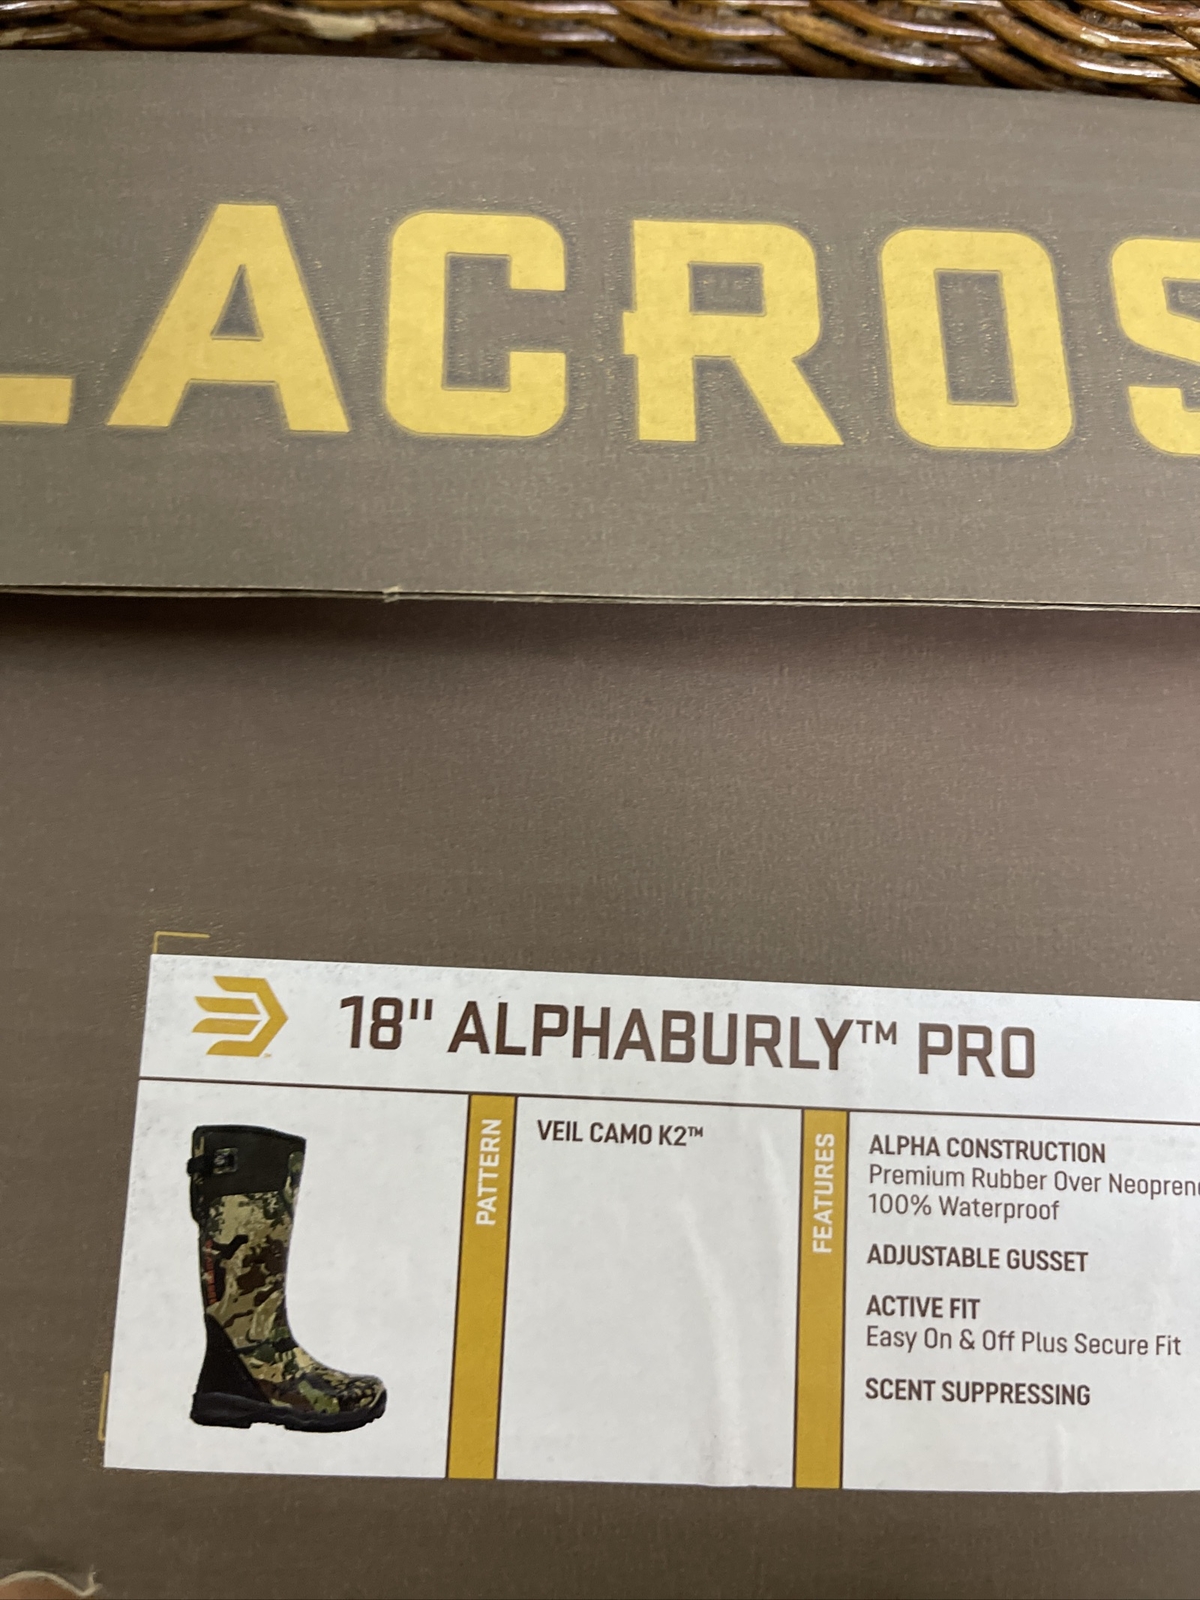 LACROS
18" ALPHABURLY™ PRO
PATTERN
VEIL CAMO K2™
FEATURES
ALPHA CONSTRUCTION
Premium Rubber Over Neopren
100% Waterproof
ADJUSTABLE GUSSET
ACTIVE FIT
Easy On & Off Plus Secure Fit
SCENT SUPPRESSING